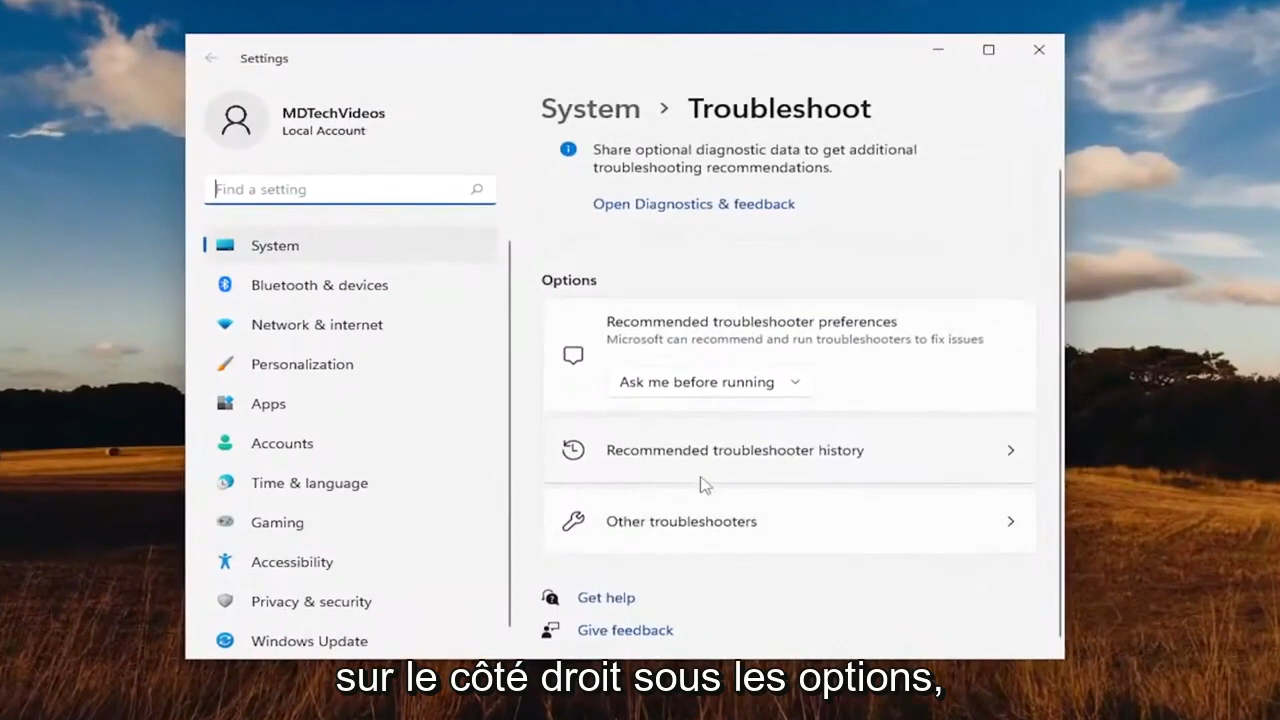 Settings
MDTechVideos
Local Account
Find a setting
System
Bluetooth & devices
Network & internet
Personalization
Apps
Accounts
Time & language
Gaming
Accessibility
Privacy & security
Windows Update
System > Troubleshoot
Share optional diagnostic data to get additional
troubleshooting recommendations.
Open Diagnostics & feedback
Options
Recommended troubleshooter preferences
Microsoft can recommend and run troubleshooters to fix issues
Ask me before running
Recommended troubleshooter history
Other troubleshooters
Get help
Give feedback
sur le côté droit sous les options,